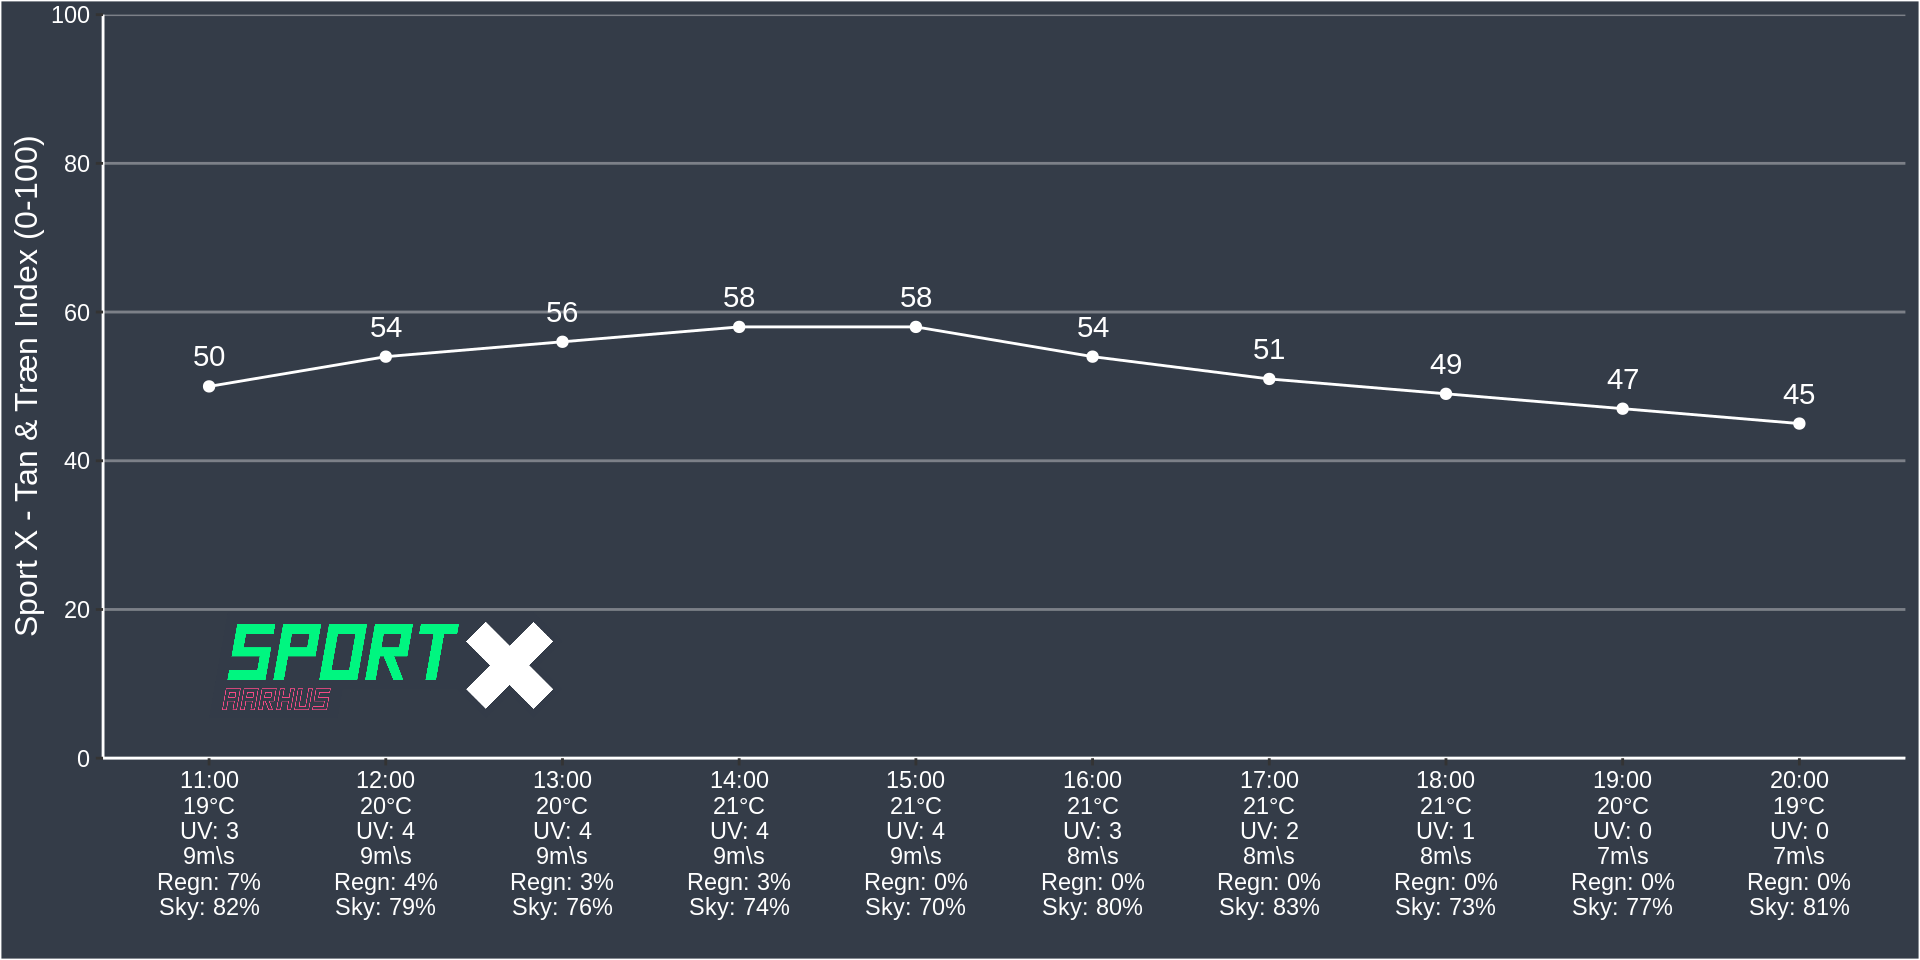 Sport X - Tan & Træn Index (0-100)
100
80
60
40
20
0
50
54
56
58
58
54
51
49
47
45
SPORT X
AARHUS
11:00 12:00 13:00 14:00 15:00 16:00 17:00 18:00 19:00 20:00
19°C 20°C 20°C 21°C 21°C 21°C 21°C 21°C 20°C 19°C
UV: 3 UV: 4 UV: 4 UV: 4 UV: 4 UV: 3 UV: 2 UV: 1 UV: 0 UV: 0
9m\s 9m\s 9m\s 9m\s 9m\s 8m\s 8m\s 8m\s 7m\s 7m\s
Regn: 7% Regn: 4% Regn: 3% Regn: 3% Regn: 0% Regn: 0% Regn: 0% Regn: 0% Regn: 0% Regn: 0%
Sky: 82% Sky: 79% Sky: 76% Sky: 74% Sky: 70% Sky: 80% Sky: 83% Sky: 73% Sky: 77% Sky: 81%